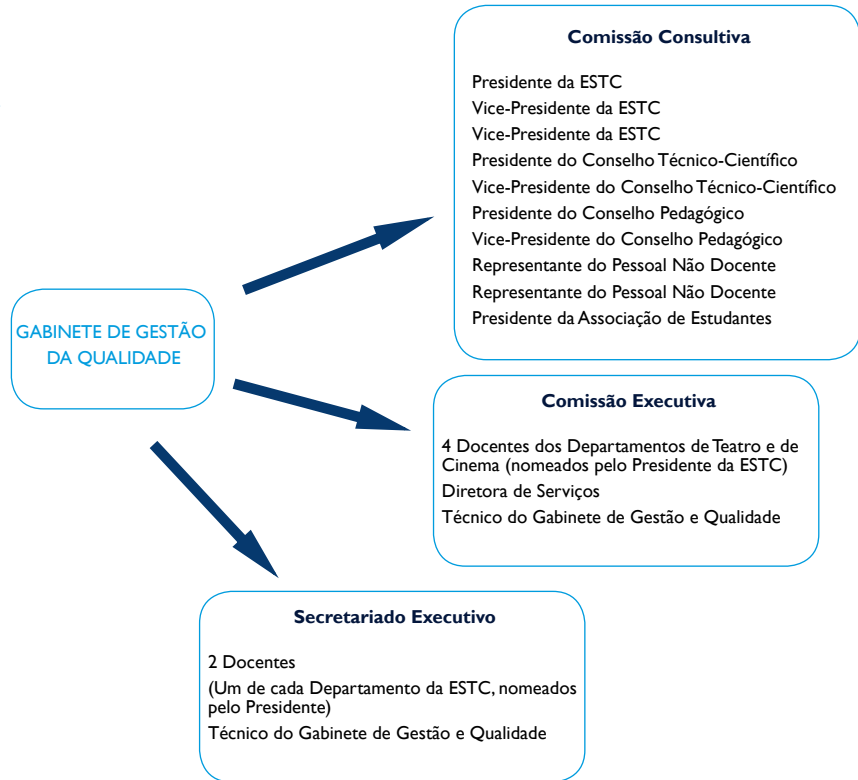 Comissão Consultiva
Presidente da ESTC
Vice-Presidente da ESTC
Vice-Presidente da ESTC
Presidente do Conselho Técnico-Científico
Vice-Presidente do Conselho Técnico-Científico
Presidente do Conselho Pedagógico
Vice-Presidente do Conselho Pedagógico
Representante do Pessoal Não Docente
Representante do Pessoal Não Docente
Presidente da Associação de Estudantes
GABINETE DE GESTÃO
DA QUALIDADE
Comissão Executiva
4 Docentes dos Departamentos de Teatro e de
Cinema (nomeados pelo Presidente da ESTC)
Diretora de Serviços
Técnico do Gabinete de Gestão e Qualidade
Secretariado Executivo
2 Docentes
(Um de cada Departamento da ESTC, nomeados
pelo Presidente)
Técnico do Gabinete de Gestão e Qualidade